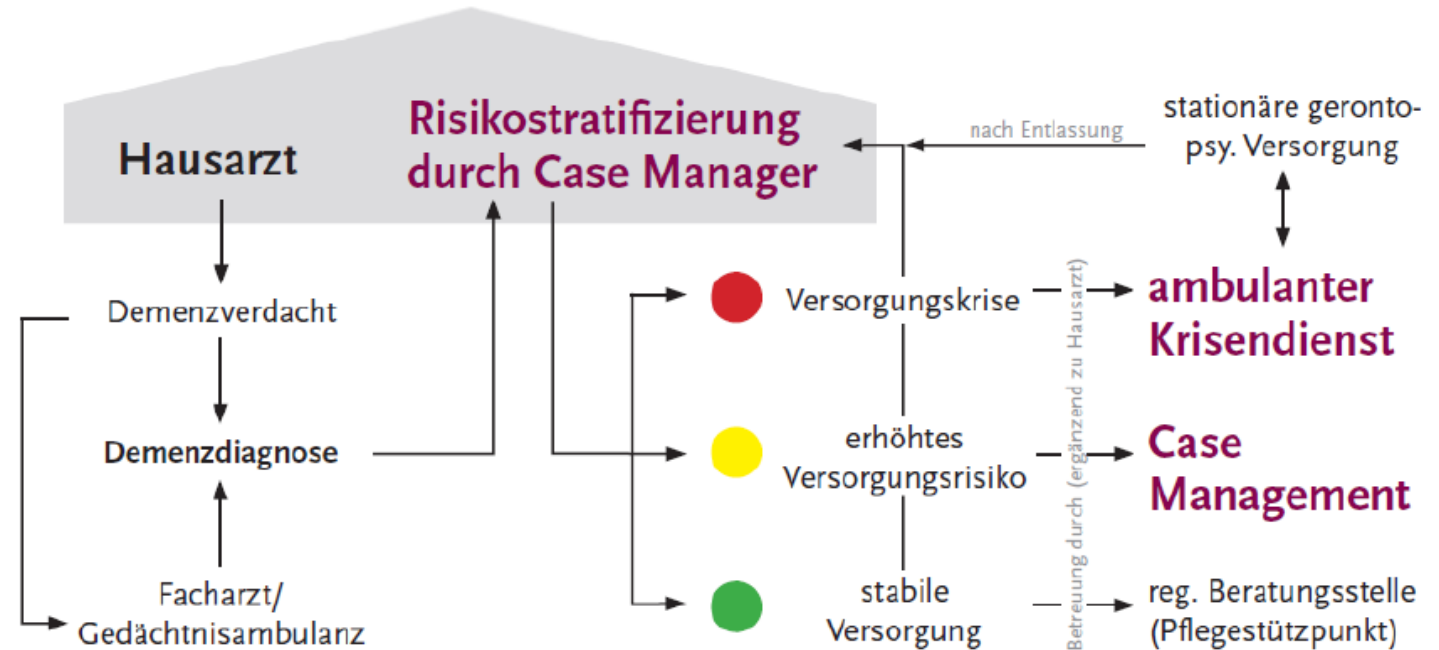 Hausarzt
Risikostratifizierung
durch Case Manager
nach Entlassung
stationäre geronto-
psy. Versorgung
Demenzverdacht
Demenzdiagnose
Facharzt/
Gedächtnisambulanz
Versorgungskrise
erhöhtes
Versorgungsrisiko
stabile
Versorgung
Betreuung durch (ergänzend zu Hausarzt)
ambulanter
Krisendienst
Case
Management
reg. Beratungsstelle
(Pflegestützpunkt)